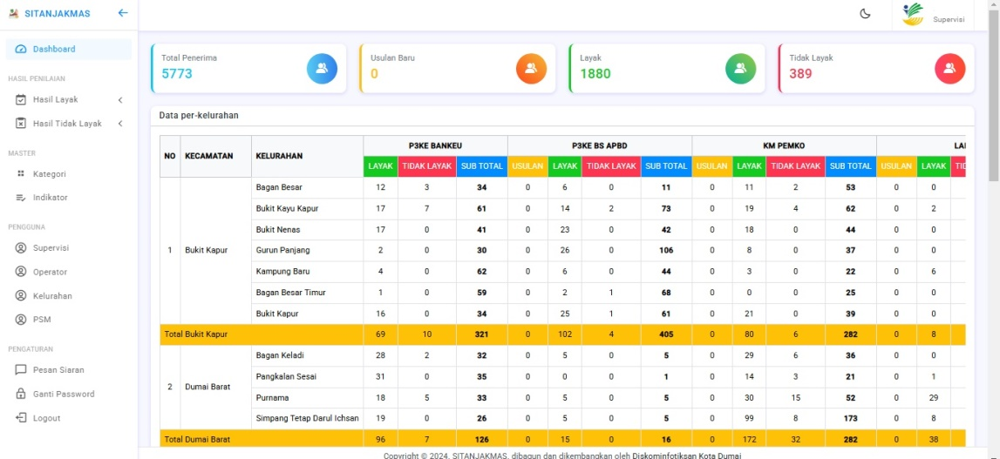 SITANJAKMAS
Supervisi
Dashboard
HASIL PENILAIAN
Hasil Layak
Hasil Tidak Layak
MASTER
Kategori
Indikator
PENGGUNA
Supervisi
Operator
Kelurahan
PSM
PENGATURAN
Pesan Siaran
Ganti Password
Logout
Total Penerima
5773
Usulan Baru
0
Layak
1880
Tidak Layak
389
Data per-kelurahan
NO KECAMATAN KELURAHAN P3KE BANKEU P3KE BS APBD KM PEMKO LAI
LAYAK TIDAK LAYAK SUB TOTAL USULAN LAYAK TIDAK LAYAK SUB TOTAL USULAN LAYAK TIDAK LAYAK SUB TOTAL USULAN LAYAK TID
Bagan Besar 12 3 34 0 6 0 11 0 11 2 53 0 0
Bukit Kayu Kapur 17 7 61 0 14 2 73 0 19 4 62 0 2
Bukit Nenas 17 0 41 0 23 0 42 0 18 0 44 0 0
1 Bukit Kapur Gurun Panjang 2 0 30 0 26 0 106 0 8 0 37 0 0
Kampung Baru 4 0 62 0 6 0 44 0 3 0 22 0 6
Bagan Besar Timur 1 0 59 0 2 1 68 0 0 0 25 0 0
Bukit Kapur 16 0 34 0 25 1 61 0 21 0 39 0 0
Total Bukit Kapur 69 10 321 0 102 4 405 0 80 6 282 0 8
Bagan Keladi 28 2 32 0 5 0 5 0 29 6 36 0 0
Pangkalan Sesai 31 0 35 0 0 0 1 0 14 3 21 0 1
2 Dumai Barat
Purnama 18 5 33 0 5 0 5 0 30 15 52 0 29
Simpang Tetap Darul Ichsan 19 0 26 0 5 0 5 0 99 8 173 0 8
Total Dumai Barat 96 7 126 0 15 0 16 0 172 32 282 0 38
Copyright © 2024. SITANJAKMAS, dibagun dan dikembangkan oleh Diskominfotiksan Kota Dumai